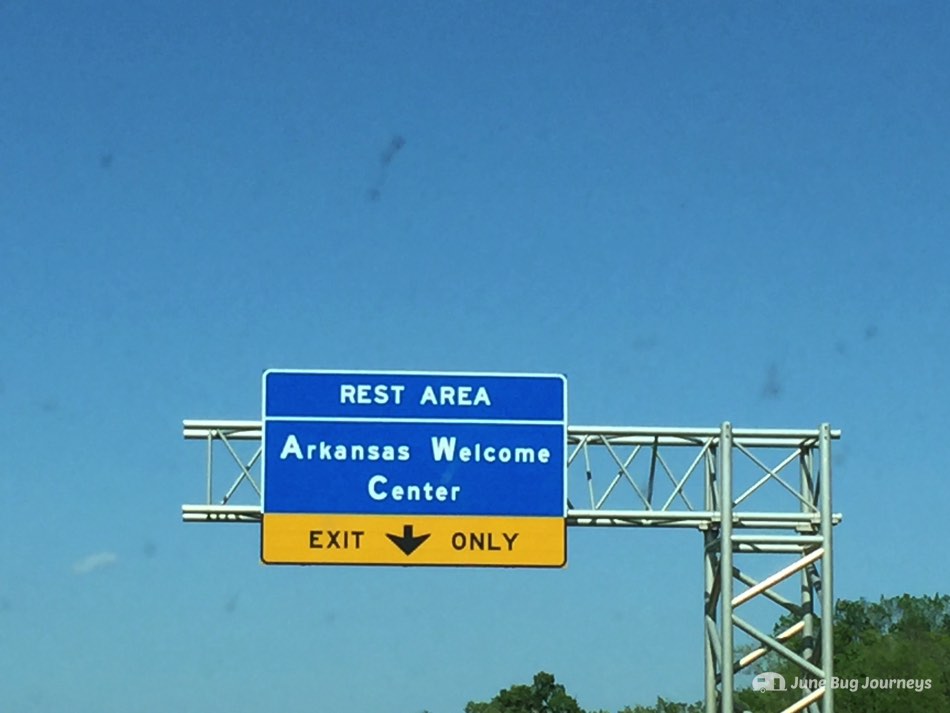 REST AREA
Arkansas Welcome
Center
EXIT ONLY
June Bug Journeys